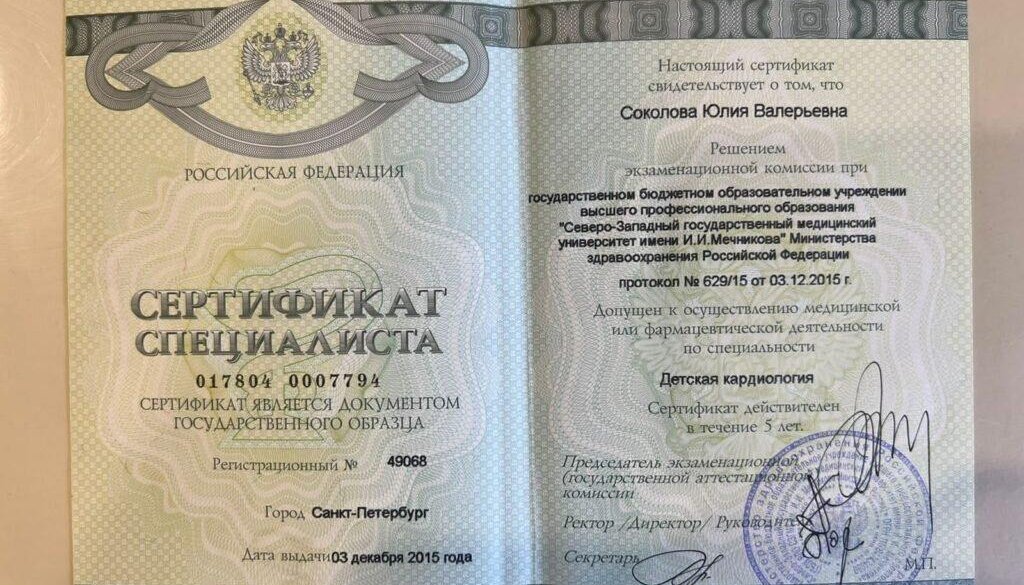 РОССИЙСКАЯ ФЕДЕРАЦИЯ
СЕРТИФИКАТ
СПЕЦИАЛИСТА
017804 0007794
СЕРТИФИКАТ ЯВЛЯЕТСЯ ДОКУМЕНТОМ
ГОСУДАРСТВЕННОГО ОБРАЗЦА
Регистрационный № 49068
Город Санкт-Петербург
Дата выдачи 03 декабря 2015 года
Настоящий сертификат
свидетельствует о том, что
Соколова Юлия Валерьевна
Решением
экзаменационной комиссии при
государственном бюджетном образовательном учреждении
высшего профессионального образования
"Северо-Западный государственный медицинский
университет имени И.И.Мечникова" Министерства
здравоохранения Российской Федерации
протокол № 629/15 от 03.12.2015 г.
Допущен к осуществлению медицинской
или фармацевтической деятельности
по специальности
Детская кардиология
Сертификат действителен
в течение 5 лет.
Председатель экзаменационной
(государственной аттестационной)
комиссии
Ректор /Директор/ Руководитель
Секретарь
М.П.